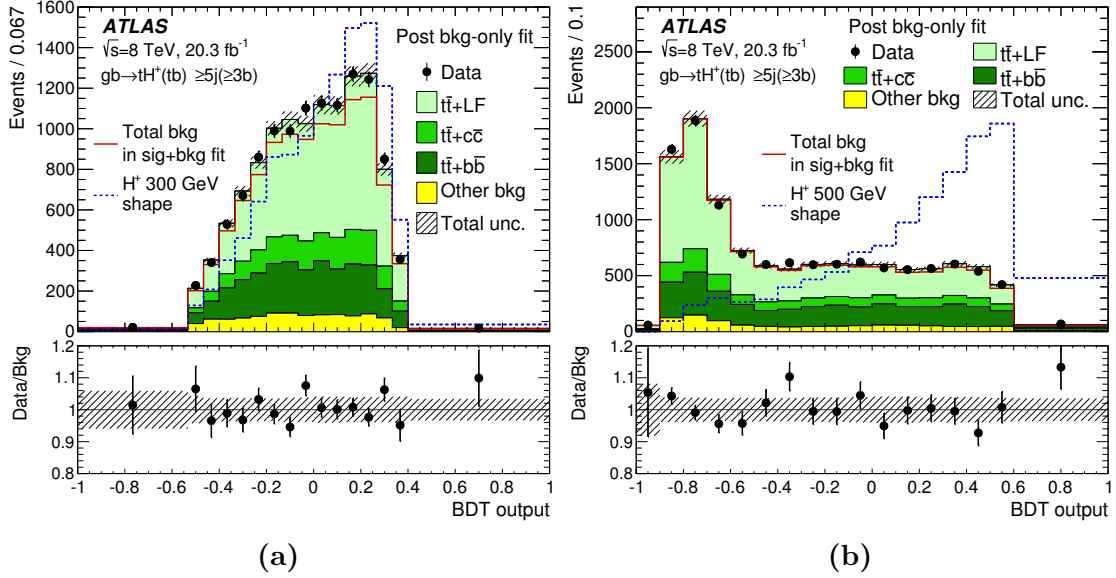 Events / 0.067
1600
1400
1200
1000
800
600
400
200
0
ATLAS
√s=8 TeV, 20.3 fb⁻¹
gb→tH⁺(tb) ≥5j(≥3b)
Total bkg
in sig+bkg fit
H⁺ 300 GeV
shape
Post bkg-only fit
Data
tt̄+LF
tt̄+cc̄
tt̄+bb̄
Other bkg
Total unc.
Data/Bkg
1.2
1.1
1.0
0.9
0.8
-1 -0.8 -0.6 -0.4 -0.2 0 0.2 0.4 0.6 0.8 1
BDT output
(a)
Events / 0.1
2500
2000
1500
1000
500
0
ATLAS
√s=8 TeV, 20.3 fb⁻¹
gb→tH⁺(tb) ≥5j(≥3b)
Post bkg-only fit
Data
tt̄+LF
tt̄+cc̄
tt̄+bb̄
Other bkg
Total unc.
Total bkg
in sig+bkg fit
H⁺ 500 GeV
shape
Data/Bkg
1.2
1.1
1
0.9
0.8
-1 -0.8 -0.6 -0.4 -0.2 0 0.2 0.4 0.6 0.8 1
BDT output
(b)